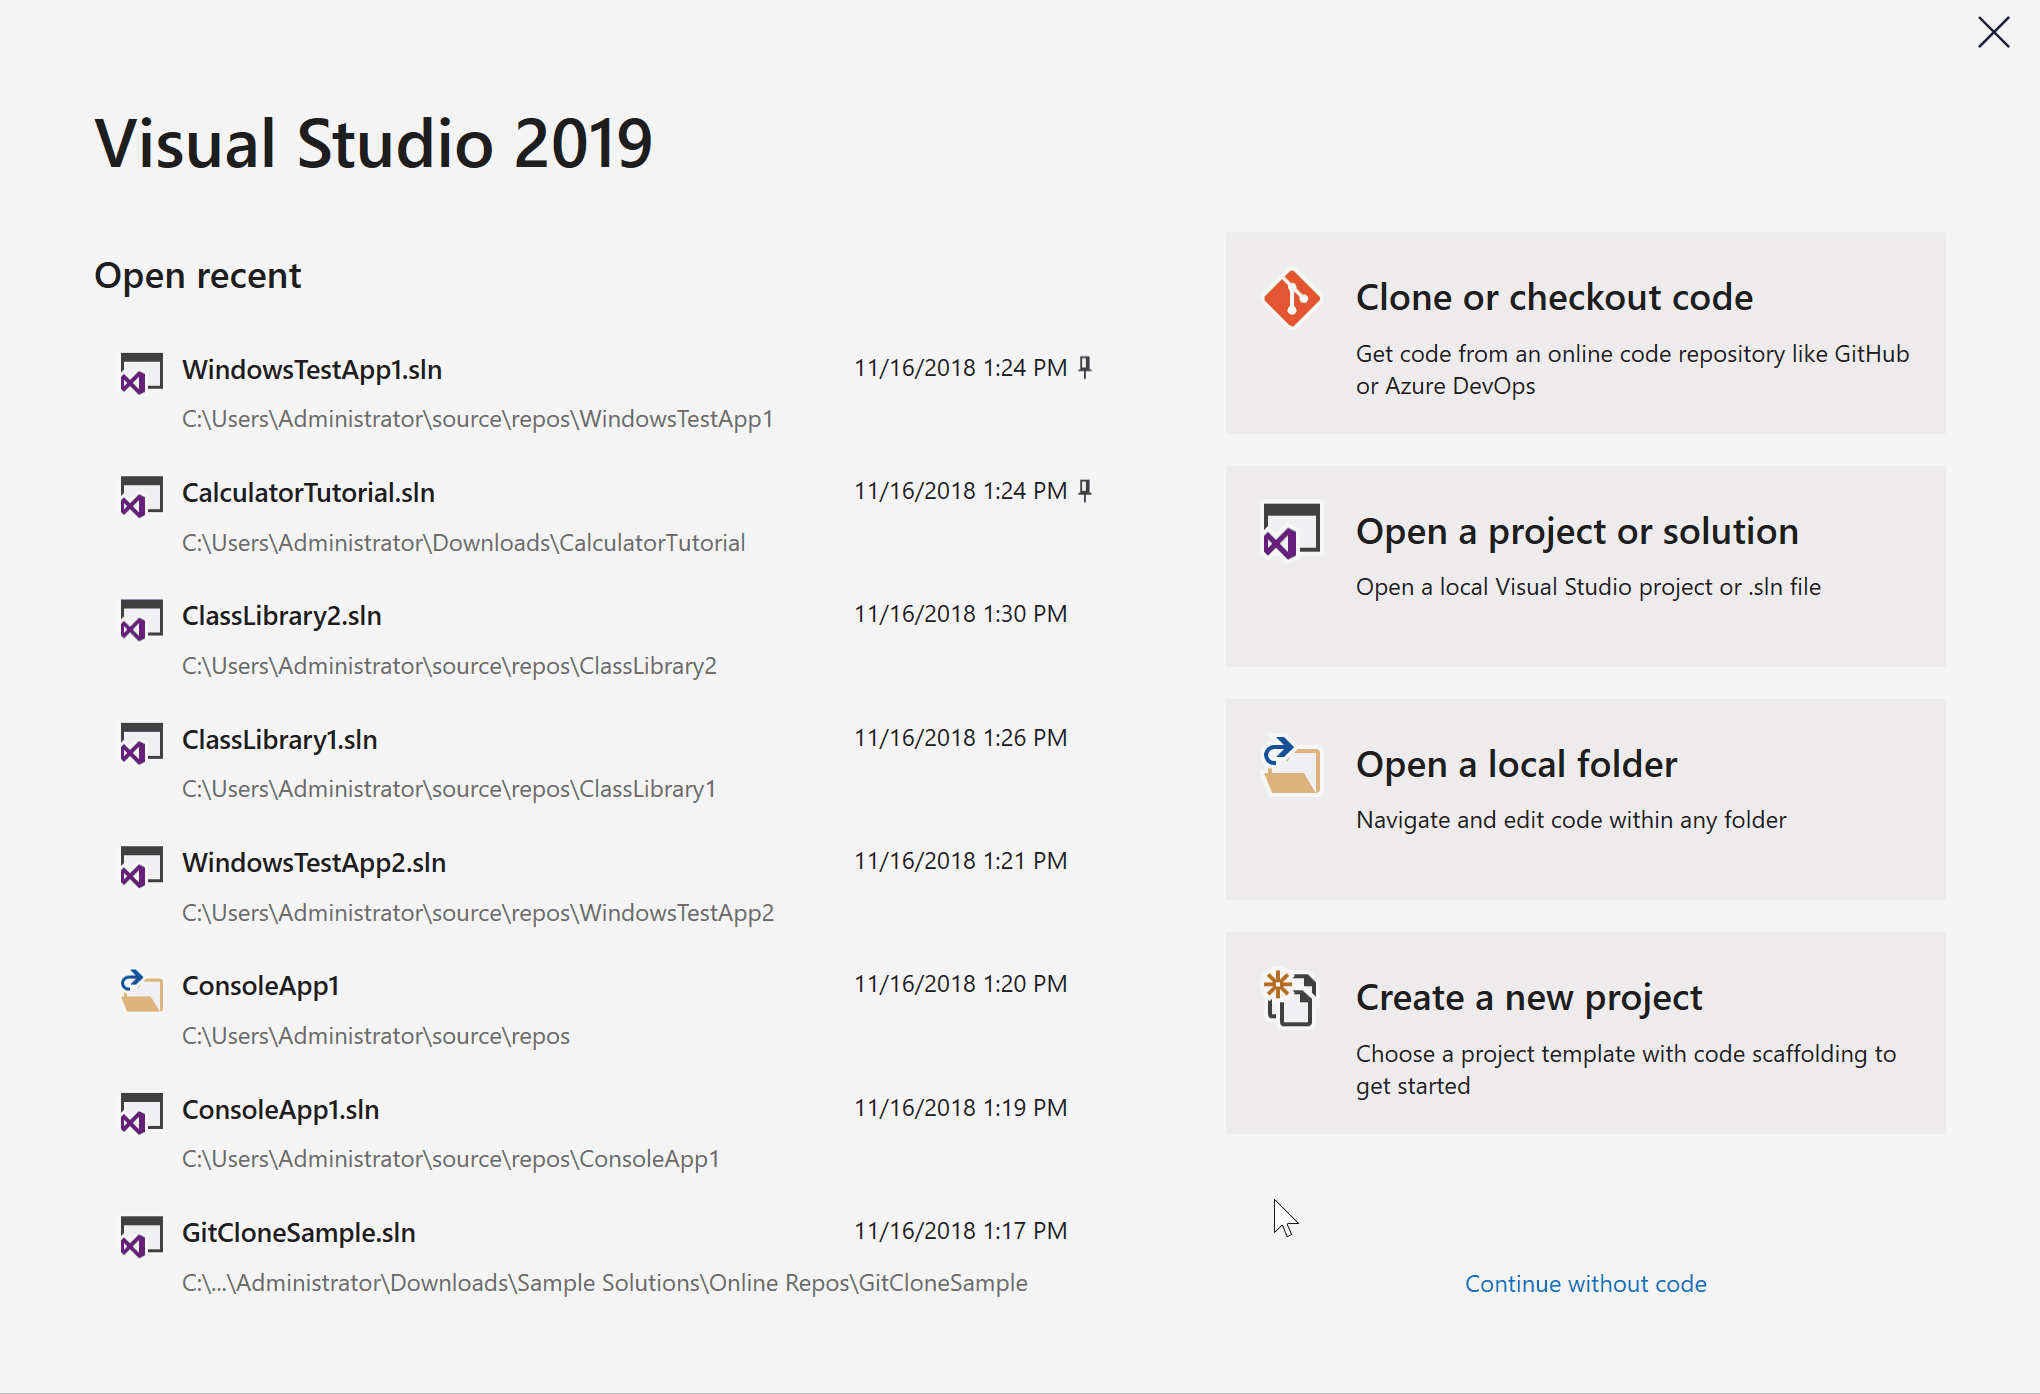 Visual Studio 2019
Open recent
WindowsTestApp1.sln 11/16/2018 1:24 PM
C:\Users\Administrator\source\repos\WindowsTestApp1
CalculatorTutorial.sln 11/16/2018 1:24 PM
C:\Users\Administrator\Downloads\CalculatorTutorial
ClassLibrary2.sln 11/16/2018 1:30 PM
C:\Users\Administrator\source\repos\ClassLibrary2
ClassLibrary1.sln 11/16/2018 1:26 PM
C:\Users\Administrator\source\repos\ClassLibrary1
WindowsTestApp2.sln 11/16/2018 1:21 PM
C:\Users\Administrator\source\repos\WindowsTestApp2
ConsoleApp1 11/16/2018 1:20 PM
C:\Users\Administrator\source\repos
ConsoleApp1.sln 11/16/2018 1:19 PM
C:\Users\Administrator\source\repos\ConsoleApp1
GitCloneSample.sln 11/16/2018 1:17 PM
C:\...\Administrator\Downloads\Sample Solutions\Online Repos\GitCloneSample
Clone or checkout code
Get code from an online code repository like GitHub
or Azure DevOps
Open a project or solution
Open a local Visual Studio project or .sln file
Open a local folder
Navigate and edit code within any folder
Create a new project
Choose a project template with code scaffolding to
get started
Continue without code